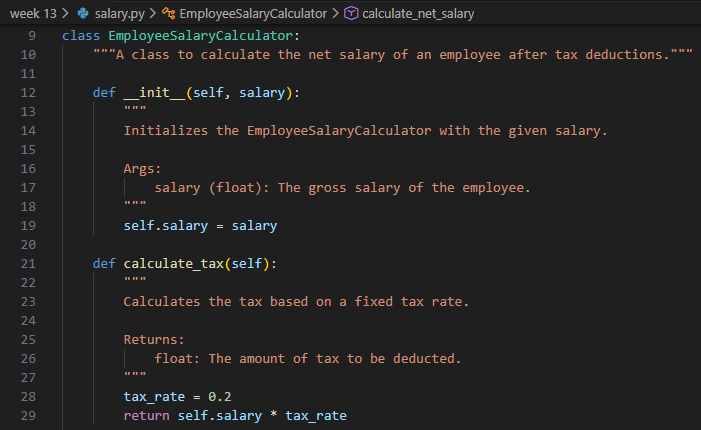 week 13 > salary.py > EmployeeSalaryCalculator > calculate_net_salary
9 class EmployeeSalaryCalculator:
10     """A class to calculate the net salary of an employee after tax deductions."""
11
12     def __init__(self, salary):
13         """
14         Initializes the EmployeeSalaryCalculator with the given salary.
15
16         Args:
17             salary (float): The gross salary of the employee.
18         """
19         self.salary = salary
20
21     def calculate_tax(self):
22         """
23         Calculates the tax based on a fixed tax rate.
24
25         Returns:
26             float: The amount of tax to be deducted.
27         """
28         tax_rate = 0.2
29         return self.salary * tax_rate